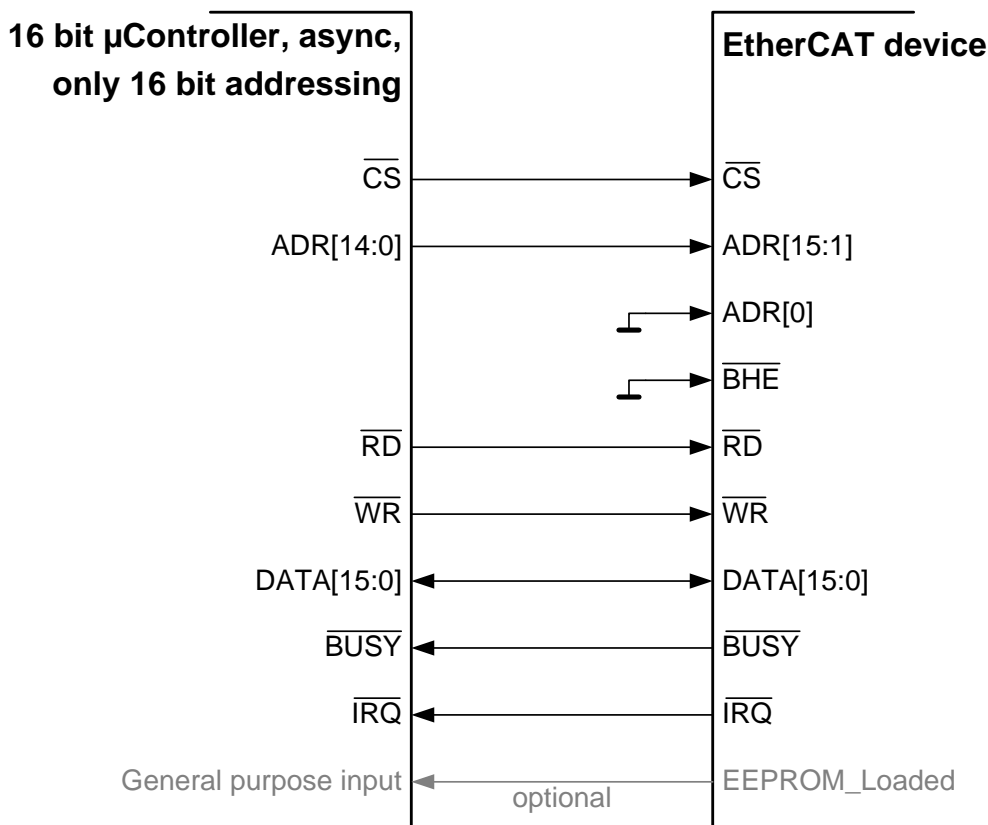 16 bit µController, async,
only 16 bit addressing
EtherCAT device
CS CS
ADR[14:0] ADR[15:1]
ADR[0]
BHE
RD RD
WR WR
DATA[15:0] DATA[15:0]
BUSY BUSY
IRQ IRQ
General purpose input optional EEPROM_Loaded